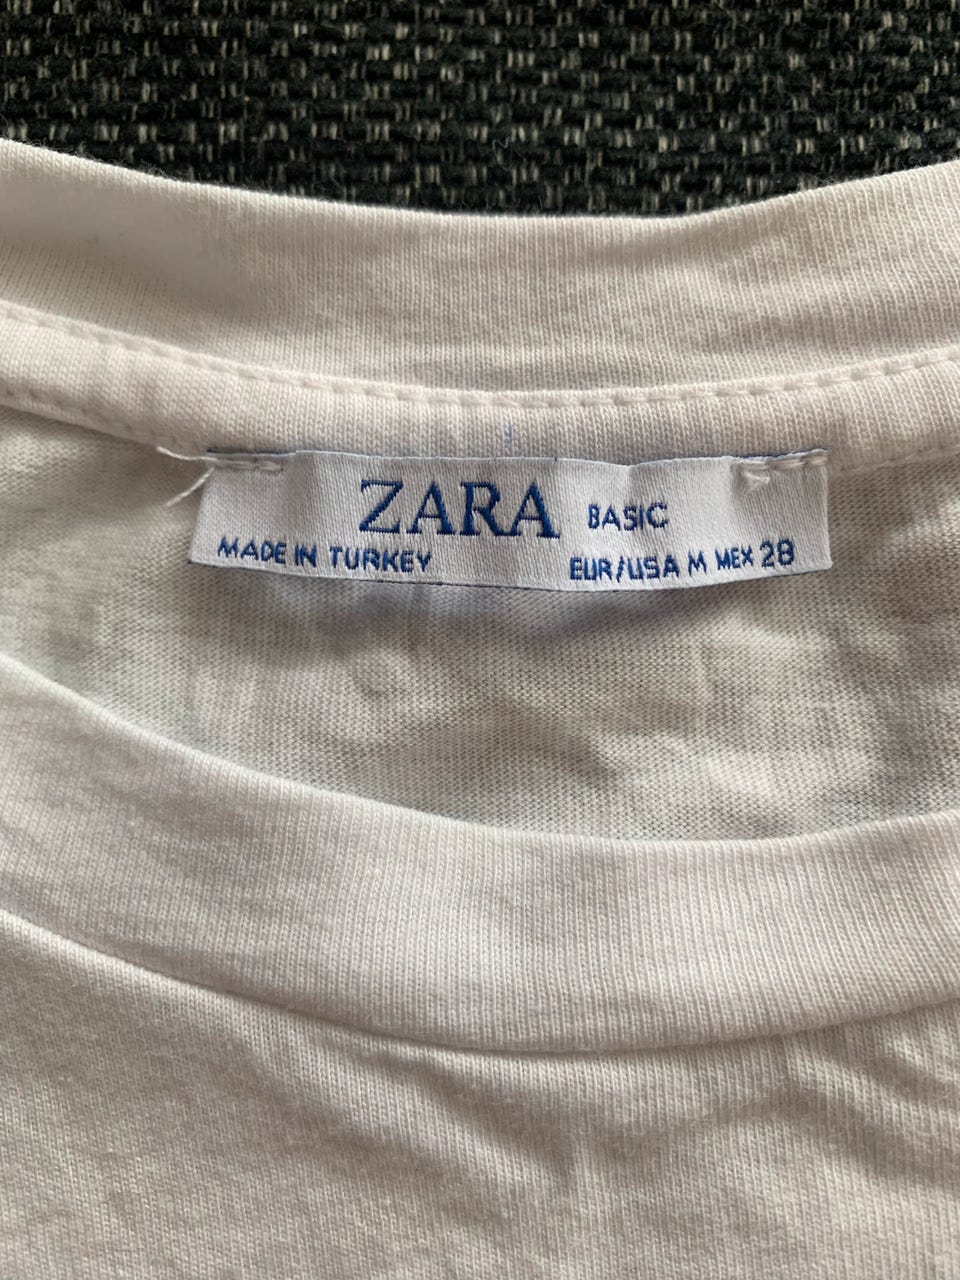 ZARA BASIC
MADE IN TURKEY EUR/USA M MEX 28